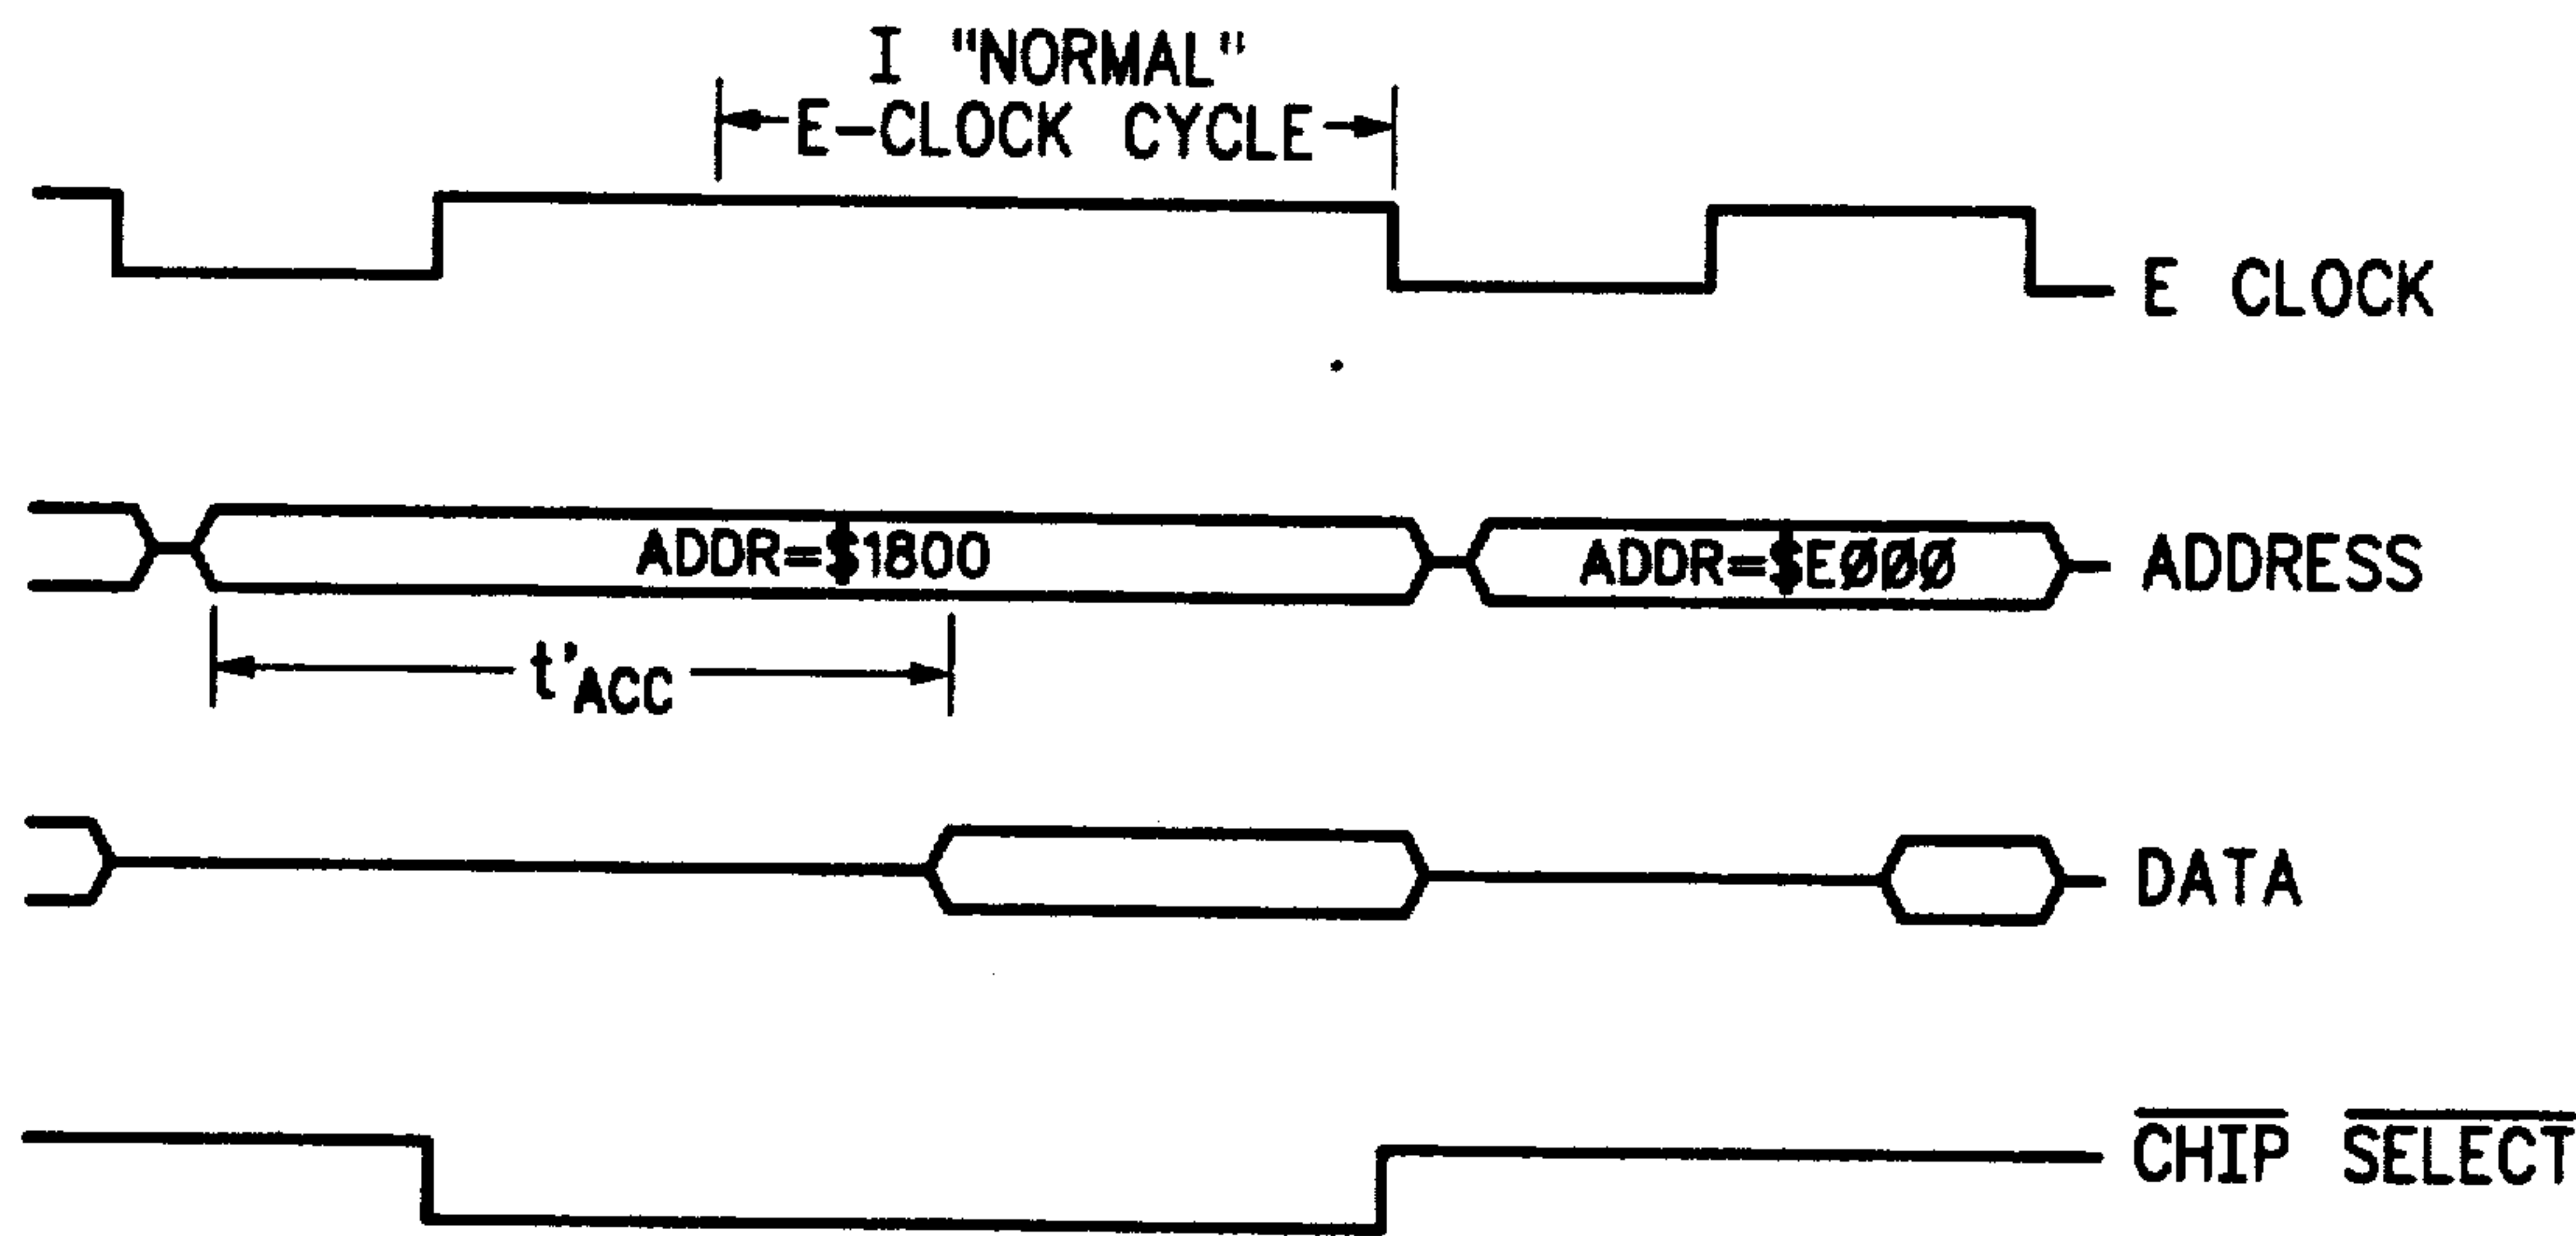 I "NORMAL"
E-CLOCK CYCLE
E CLOCK
ADDR=$1800
ADDR=$EØØØ
ADDRESS
t'ACC
DATA
CHIP SELECT